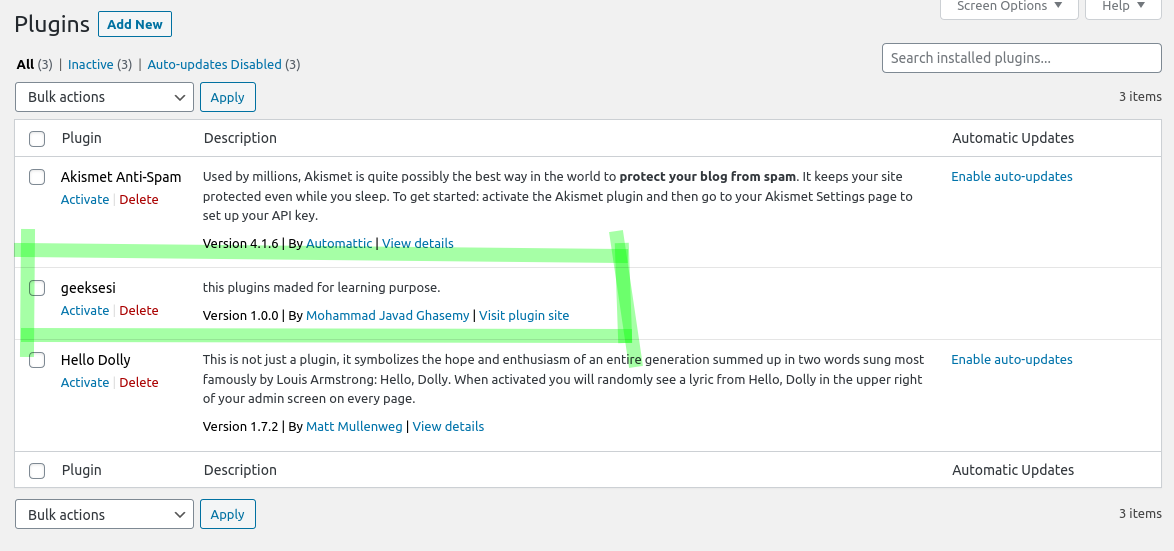 Screen Options Help
Plugins Add New
All (3) | Inactive (3) | Auto-updates Disabled (3)
Search installed plugins...
Bulk actions Apply
3 items
Plugin Description Automatic Updates
Akismet Anti-Spam
Activate | Delete
Used by millions, Akismet is quite possibly the best way in the world to protect your blog from spam. It keeps your site
protected even while you sleep. To get started: activate the Akismet plugin and then go to your Akismet Settings page to
set up your API key.
Version 4.1.6 | By Automattic | View details
Enable auto-updates
geeksesi
Activate | Delete
this plugins maded for learning purpose.
Version 1.0.0 | By Mohammad Javad Ghasemy | Visit plugin site
Hello Dolly
Activate | Delete
This is not just a plugin, it symbolizes the hope and enthusiasm of an entire generation summed up in two words sung most
famously by Louis Armstrong: Hello, Dolly. When activated you will randomly see a lyric from Hello, Dolly in the upper right
of your admin screen on every page.
Version 1.7.2 | By Matt Mullenweg | View details
Enable auto-updates
Plugin Description Automatic Updates
Bulk actions Apply
3 items